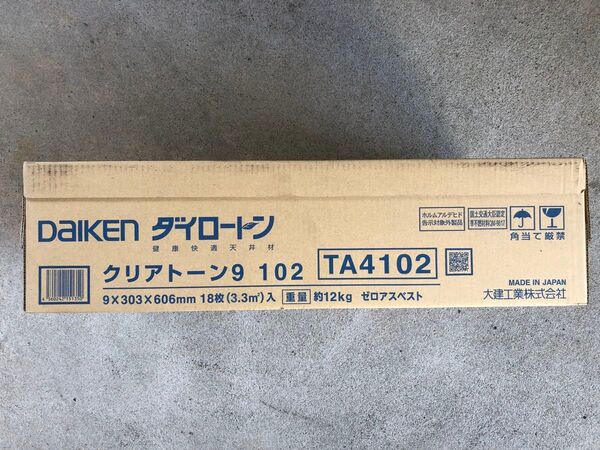 DAIKEN ダイロートン
健康快適天井材
ホルムアルデヒド
告示対象外製品
国土交通大臣認定
準不燃材料QM-9817
角当て厳禁
クリアトーン9 102 TA4102
9×303×606mm 18枚(3.3㎡)入 重量 約12kg ゼロアスベスト
MADE IN JAPAN
大建工業株式会社